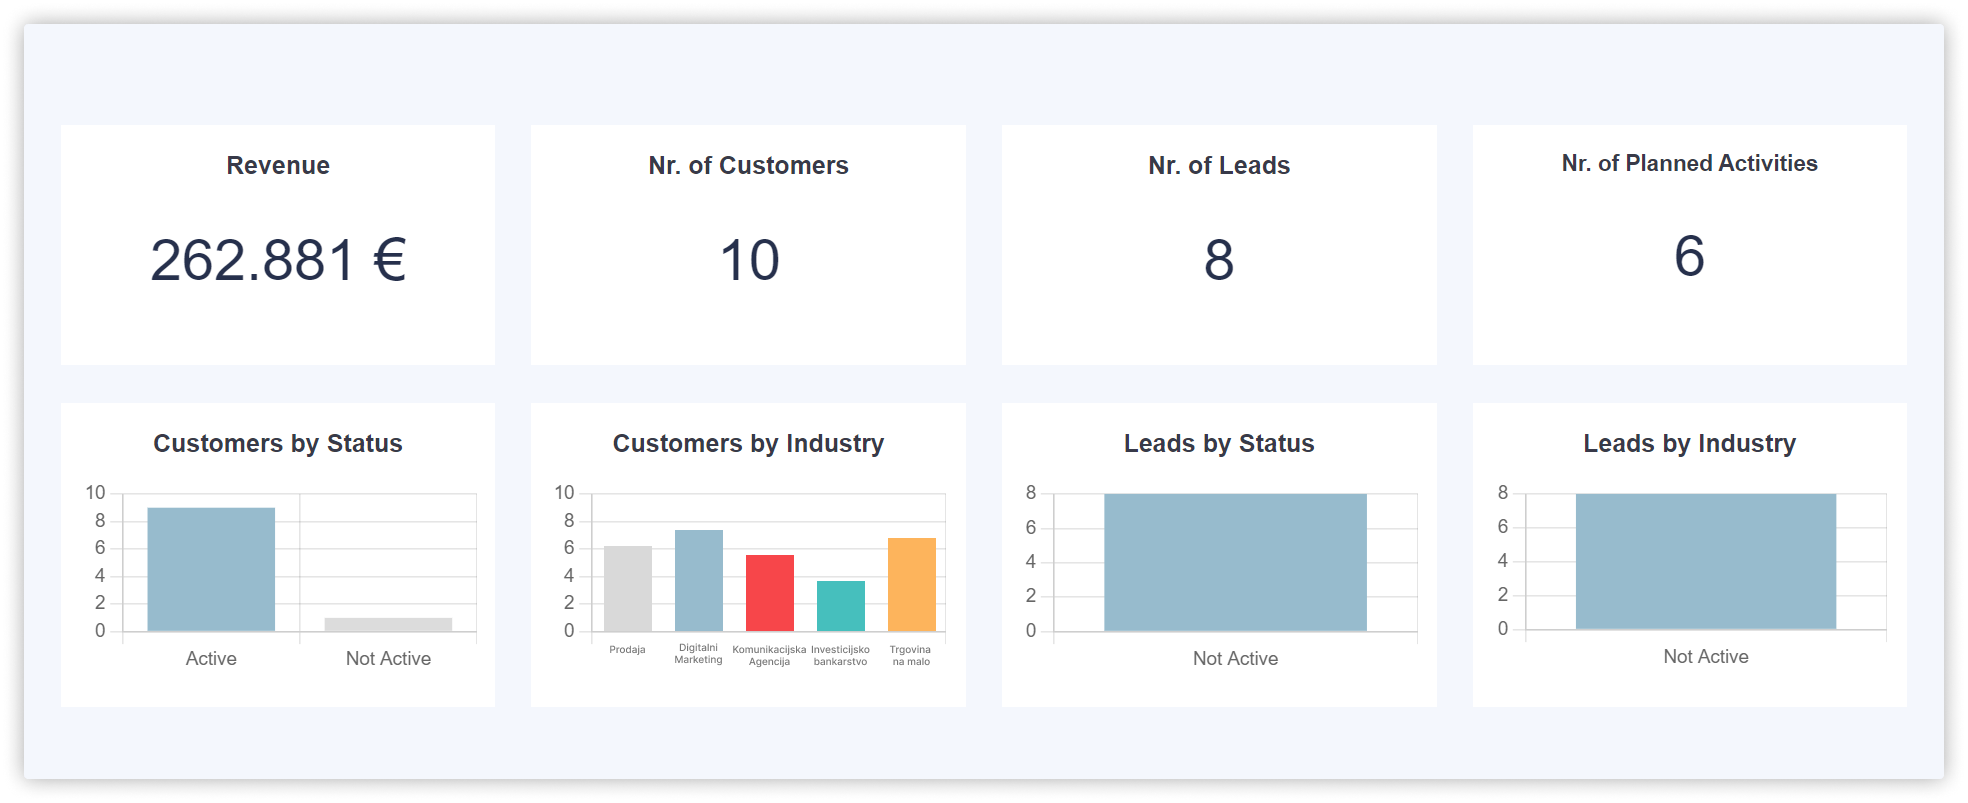 Revenue
262.881 €
Nr. of Customers
10
Nr. of Leads
8
Nr. of Planned Activities
6
Customers by Status
10
8
6
4
2
0
Active
Not Active
Customers by Industry
10
8
6
4
2
0
Prodaja
Digitalni
Marketing
Komunikacijska
Agencija
Investicijsko
bankarstvo
Trgovina
na malo
Leads by Status
8
6
4
2
0
Not Active
Leads by Industry
8
6
4
2
0
Not Active